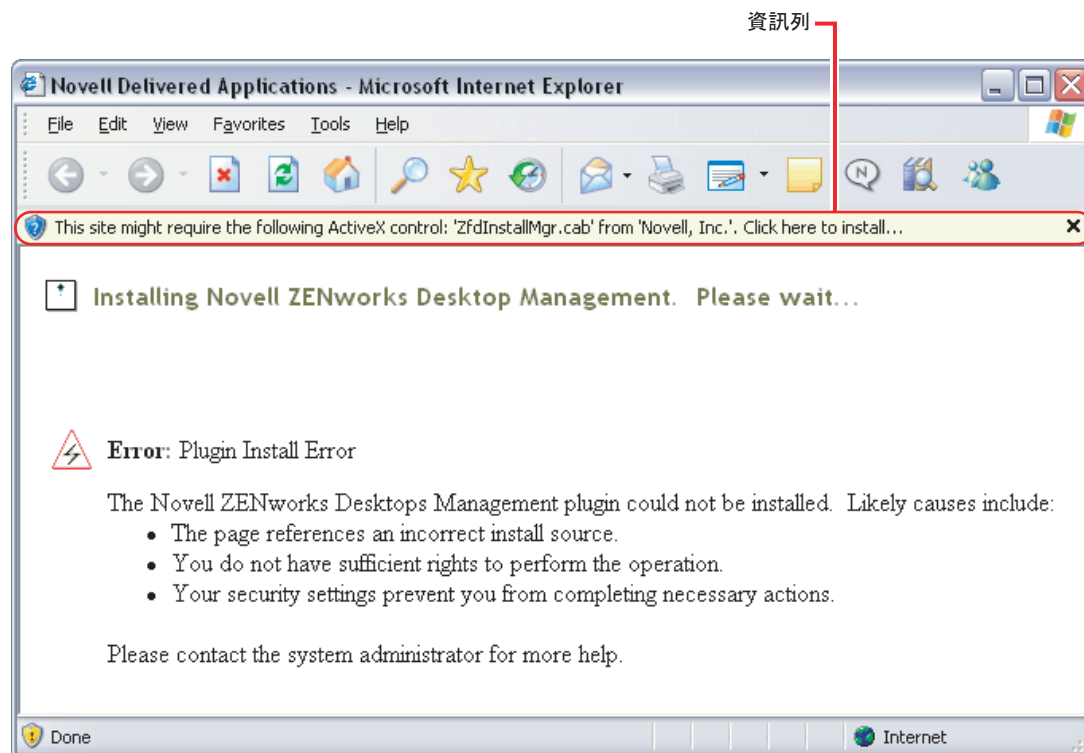 資訊列
Novell Delivered Applications - Microsoft Internet Explorer
File Edit View Favorites Tools Help
N
This site might require the following ActiveX control: 'ZfdInstallMgr.cab' from 'Novell, Inc.'. Click here to install...
Installing Novell ZENworks Desktop Management. Please wait...
Error: Plugin Install Error
The Novell ZENworks Desktops Management plugin could not be installed. Likely causes include:
• The page references an incorrect install source.
• You do not have sufficient rights to perform the operation.
• Your security settings prevent you from completing necessary actions.
Please contact the system administrator for more help.
Done Internet